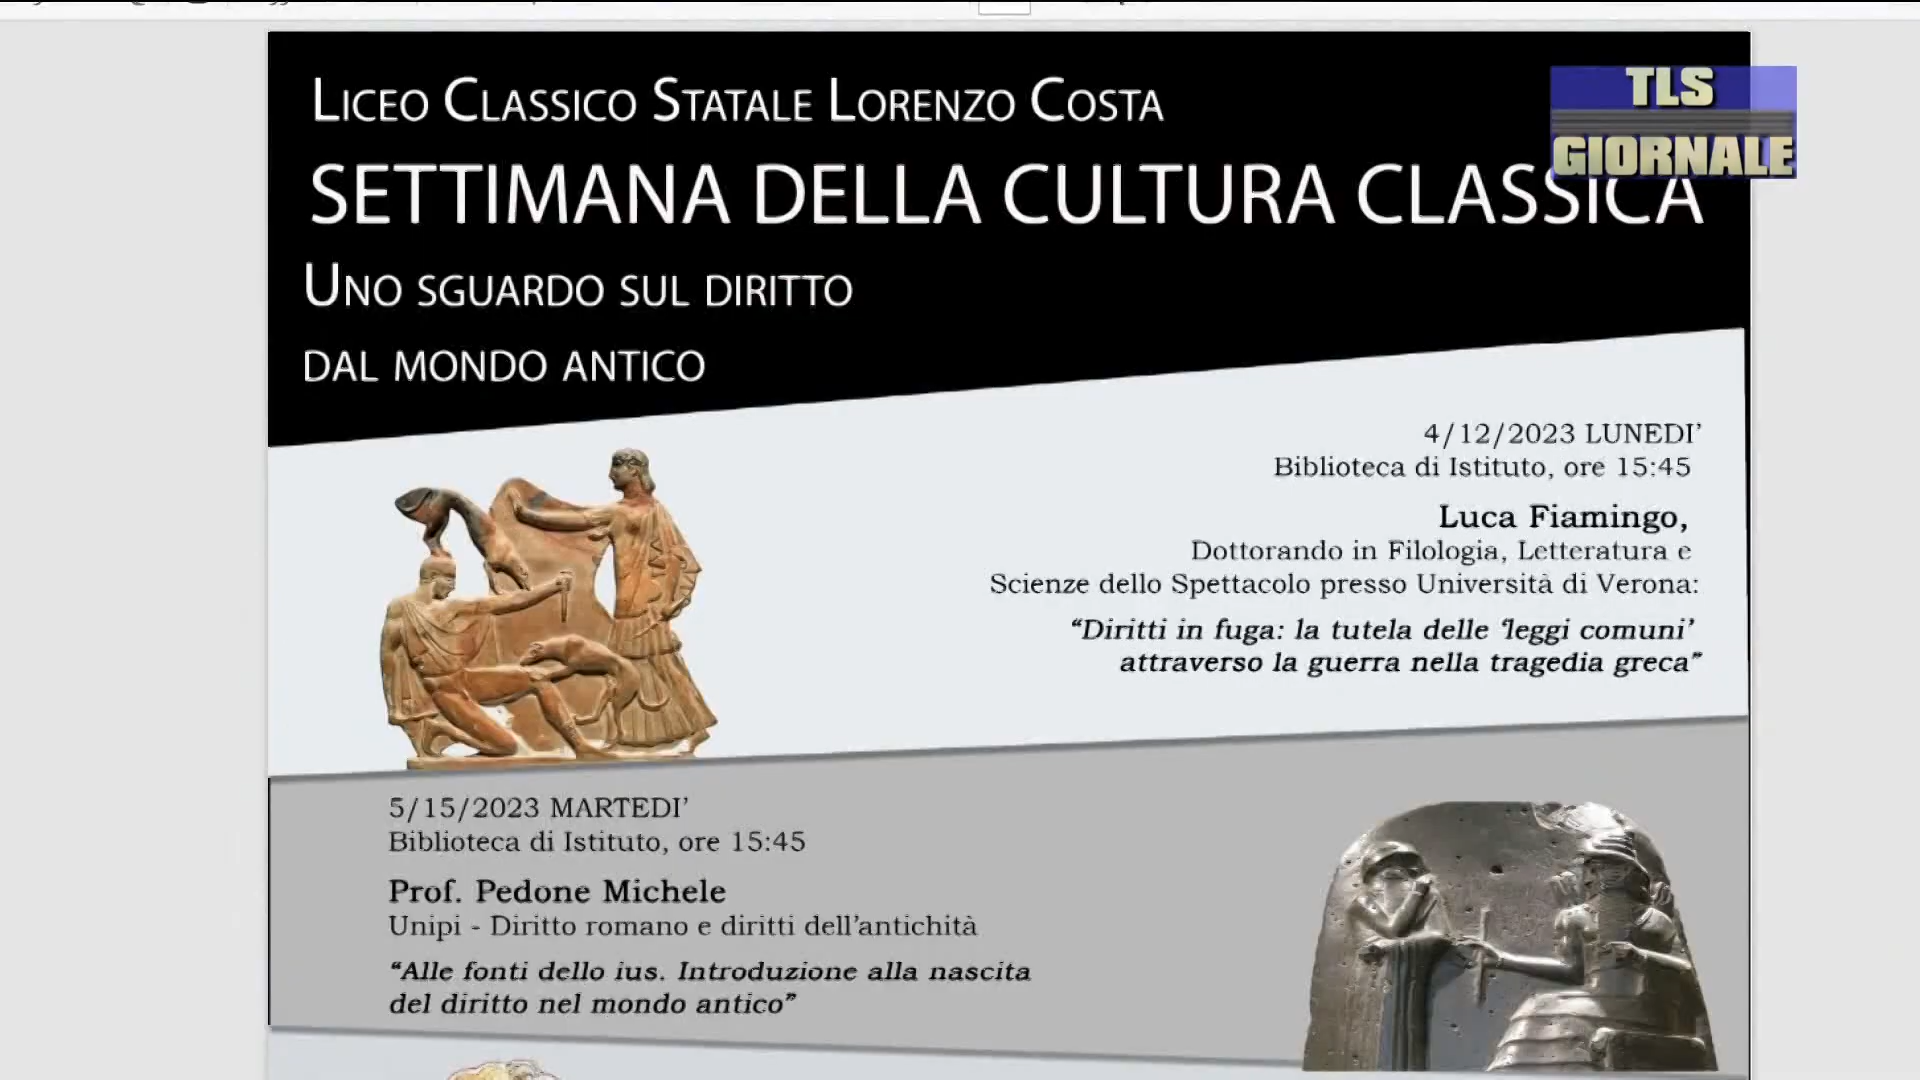 Liceo Classico Statale Lorenzo Costa
SETTIMANA DELLA CULTURA CLASSICA
Uno sguardo sul diritto
dal mondo antico
TLS
GIORNALE
4/12/2023 LUNEDI’
Biblioteca di Istituto, ore 15:45
Luca Fiamingo,
Dottorando in Filologia, Letteratura e
Scienze dello Spettacolo presso Università di Verona:
“Diritti in fuga: la tutela delle ‘leggi comuni’
attraverso la guerra nella tragedia greca”
5/15/2023 MARTEDI’
Biblioteca di Istituto, ore 15:45
Prof. Pedone Michele
Unipi - Diritto romano e diritti dell’antichità
“Alle fonti dello ius. Introduzione alla nascita
del diritto nel mondo antico”